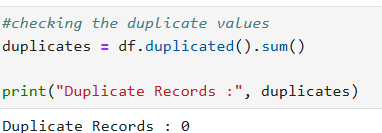 #checking the duplicate values
duplicates = df.duplicated().sum()
print("Duplicate Records :", duplicates)
Duplicate Records : 0